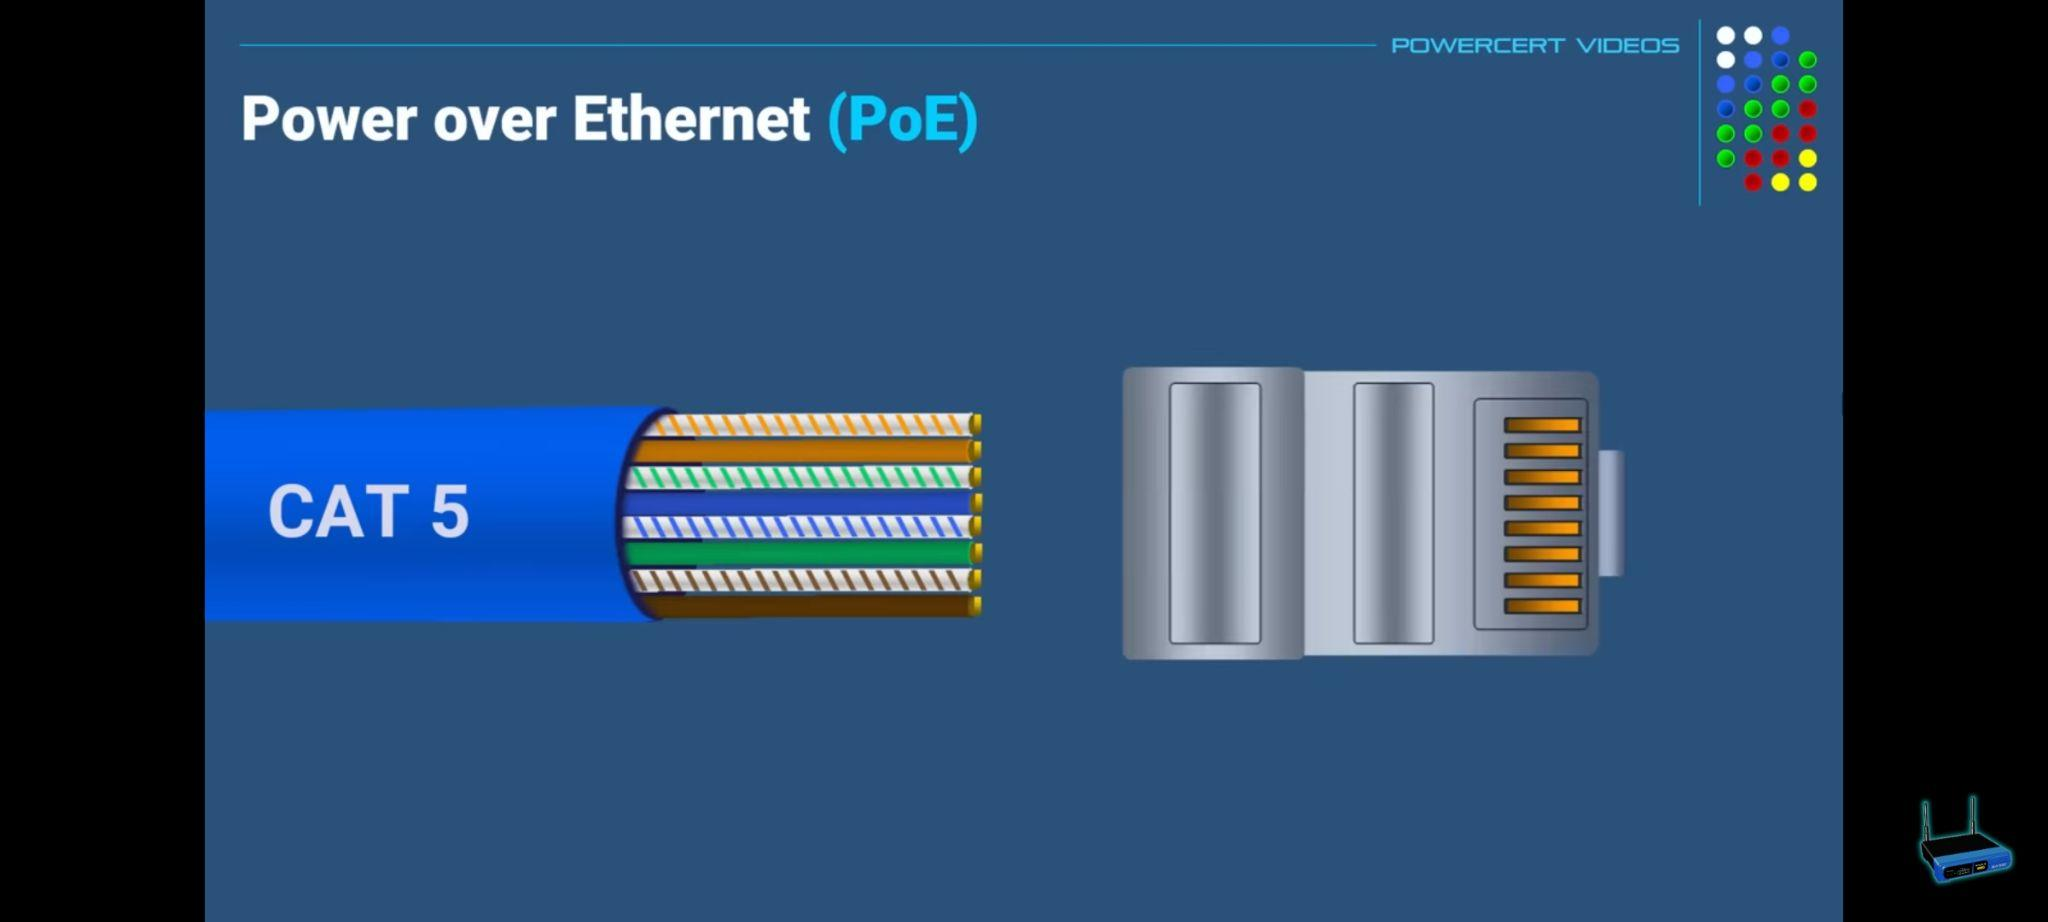 POWERCERT VIDEOS
Power over Ethernet (PoE)
CAT 5